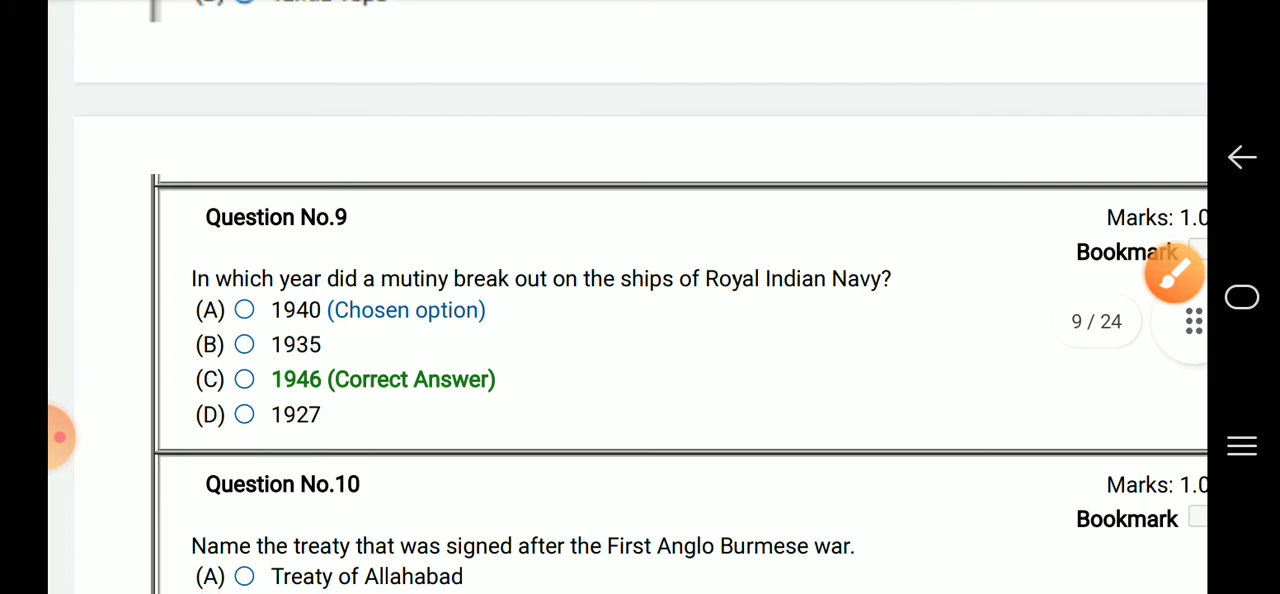 Question No.9
Marks: 1.0
Bookmark
In which year did a mutiny break out on the ships of Royal Indian Navy?
(A) 1940 (Chosen option)
9 / 24
(B) 1935
(C) 1946 (Correct Answer)
(D) 1927
Question No.10
Marks: 1.0
Bookmark
Name the treaty that was signed after the First Anglo Burmese war.
(A) Treaty of Allahabad